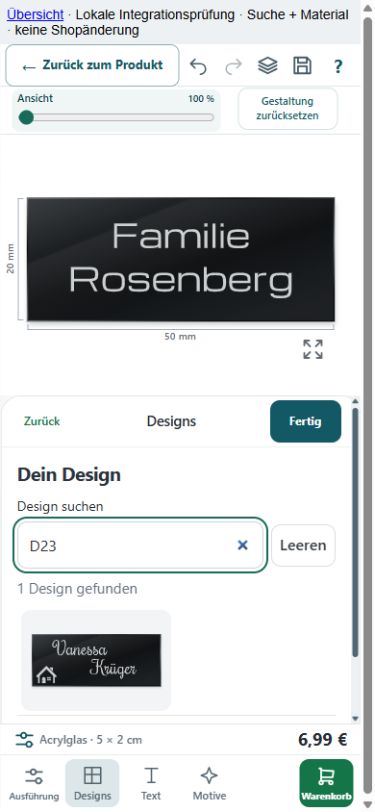 Übersicht · Lokale Integrationsprüfung · Suche + Material
· keine Shopänderung
← Zurück zum Produkt
?
Ansicht
100 %
Gestaltung
zurücksetzen
20 mm
Familie
Rosenberg
50 mm
Zurück
Designs
Fertig
Dein Design
Design suchen
D23
Leeren
1 Design gefunden
Vanessa
Krüger
Acrylglas · 5 × 2 cm
6,99 €
Ausführung
Designs
Text
Motive
Warenkorb